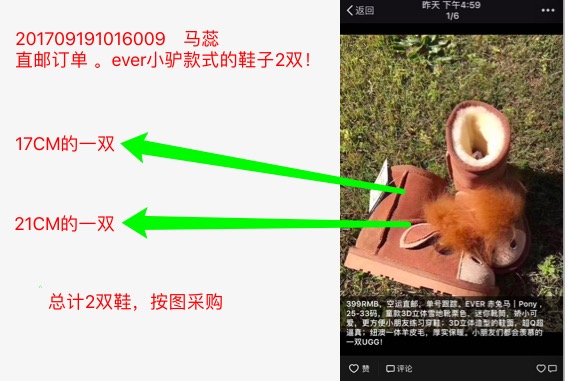 201709191016009 马蕊
直邮订单 。ever小驴款式的鞋子2双！
17CM的一双
21CM的一双
总计2双鞋，按图采购
返回
昨天 下午4:59
1/6
399RMB，空运直邮，单号跟踪，EVER 赤兔马｜Pony，
25-33码，童款3D立体雪地靴栗色、迷你靴筒，娇小可
爱，更方便小朋友练习穿鞋；3D立体造型的鞋面，超Q超
逼真；纽澳一体羊皮毛，厚实保暖。小朋友们都会羡慕的
一双UGG！
赞
评论